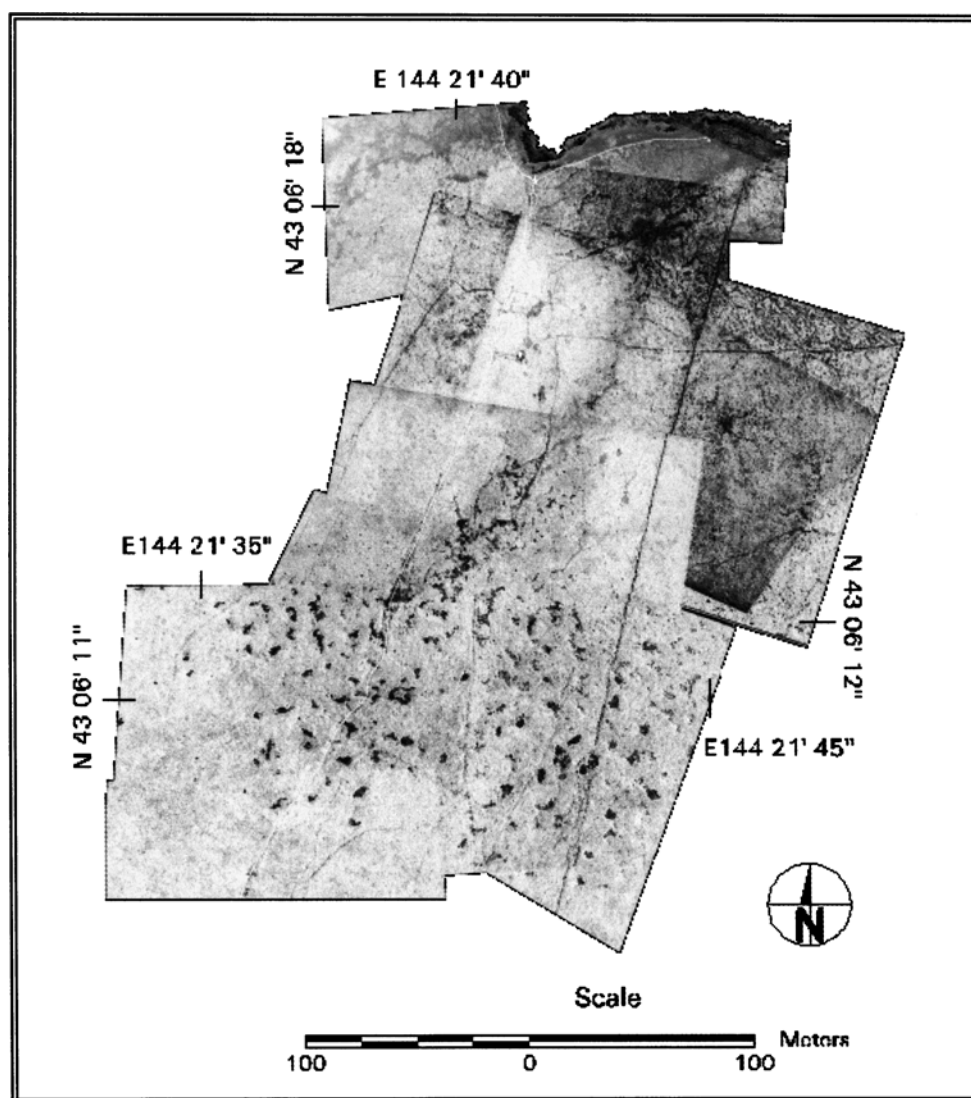 E 144 21' 40"
N 43 06' 18"
E144 21' 35"
N 43 06' 11"
N 43 06' 12"
E144 21' 45"
N
Scale
Meters
100 0 100